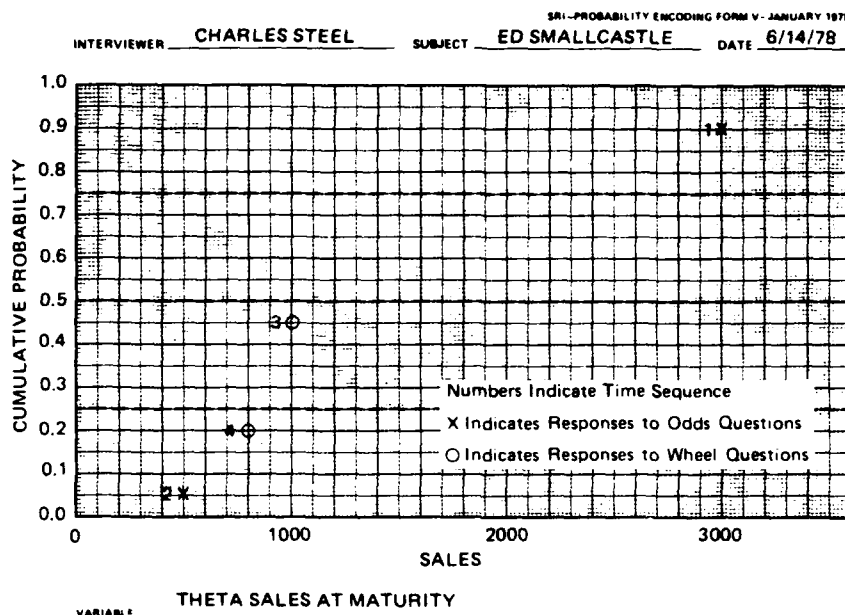 SRI-PROBABILITY ENCODING FORM V - JANUARY
INTERVIEWER CHARLES STEEL SUBJECT ED SMALLCASTLE DATE 6/14/78
1.0
0.9
0.8
0.7
0.6
0.5
0.4
0.3
0.2
0.1
0.0
CUMULATIVE PROBABILITY
1
3
4
2
Numbers Indicate Time Sequence
X Indicates Responses to Odds Questions
O Indicates Responses to Wheel Questions
0 1000 2000 3000
SALES
THETA SALES AT MATURITY
VARIABLE